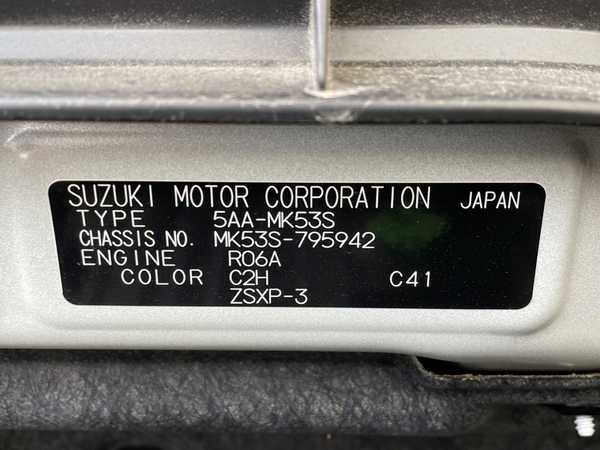 SUZUKI MOTOR CORPORATION JAPAN
TYPE 5AA-MK53S
CHASSIS NO. MK53S-795942
ENGINE R06A
COLOR C2H C41
ZSXP-3